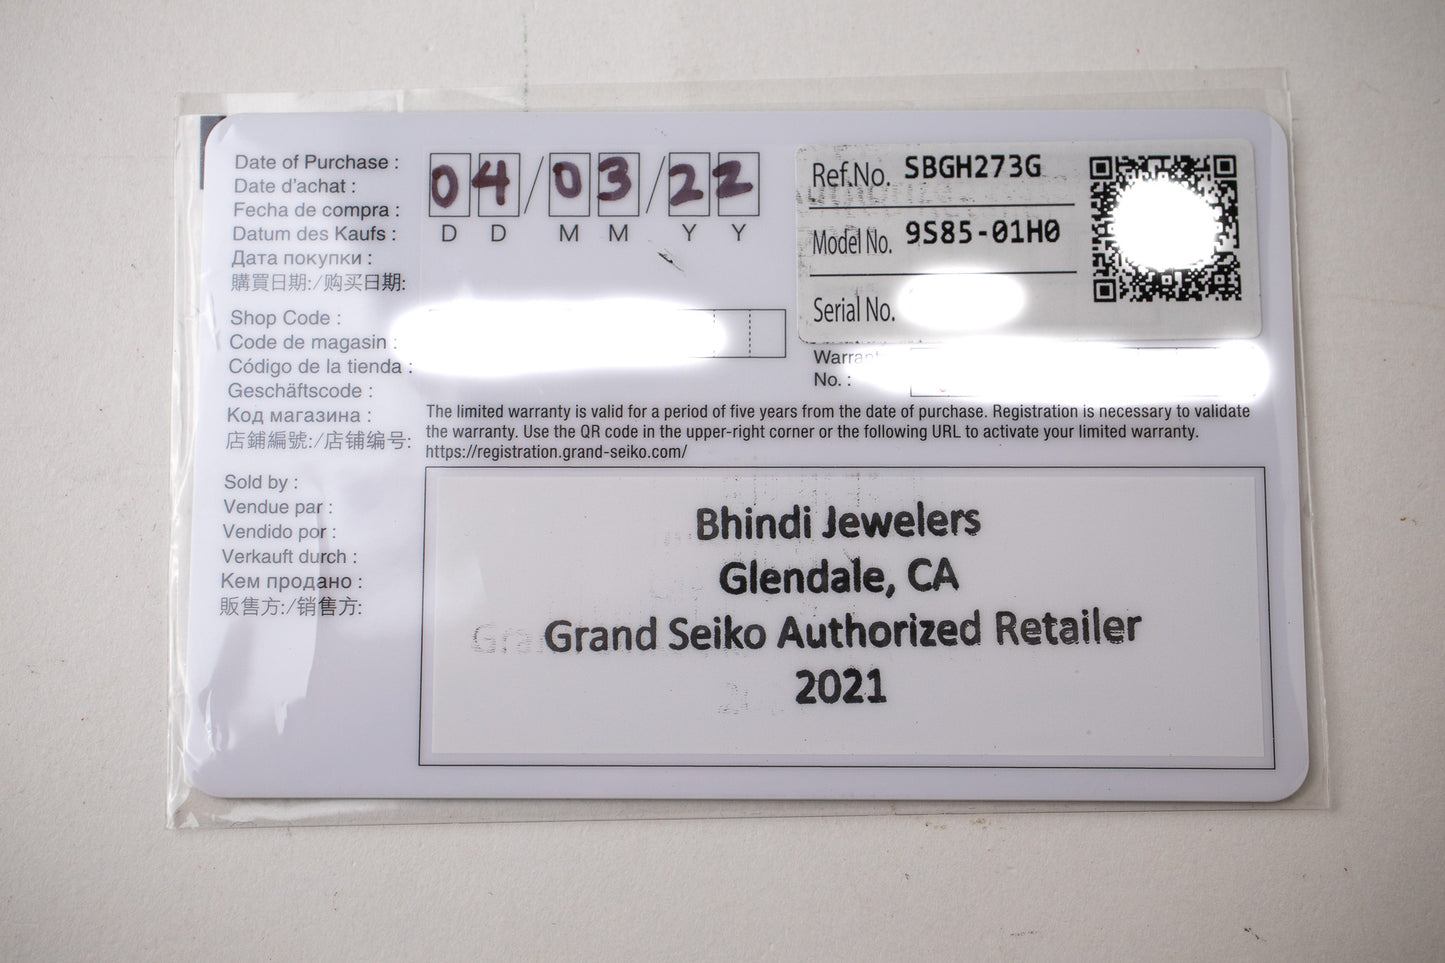 Date of Purchase :
Date d'achat :
Fecha de compra :
Datum des Kaufs :
Дата покупки :
購買日期:/购买日期:
04/03/22
D D M M Y Y
Ref.No. SBGH273G
Model No. 9S85-01H0
Serial No.
Shop Code :
Code de magasin :
Código de la tienda :
Geschäftscode :
Код магазина :
店鋪編號:/店铺编号:
No. :
The limited warranty is valid for a period of five years from the date of purchase. Registration is necessary to validate
the warranty. Use the QR code in the upper-right corner or the following URL to activate your limited warranty.
https://registration.grand-seiko.com/
Sold by :
Vendue par :
Vendido por :
Verkauft durch :
Кем продано :
販售方:/销售方:
Bhindi Jewelers
Glendale, CA
Grand Seiko Authorized Retailer
2021